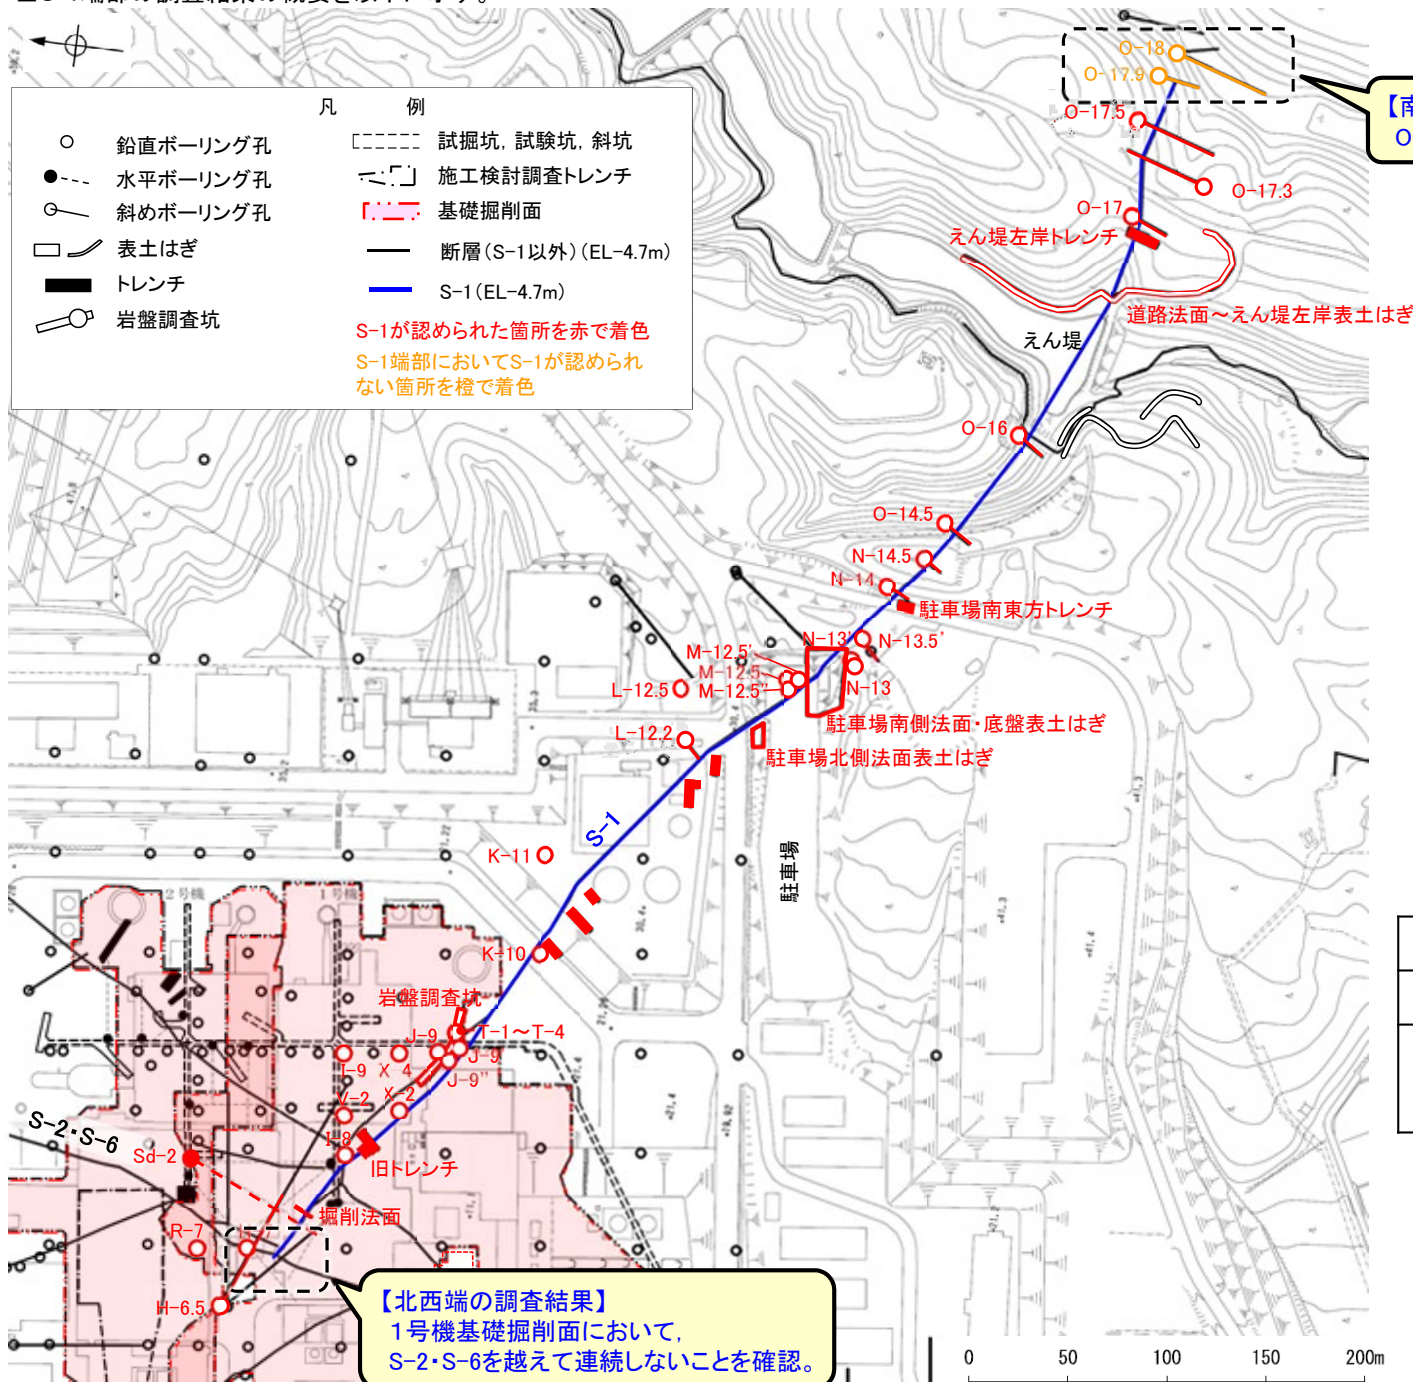 凡 例
鉛直ボーリング孔
水平ボーリング孔
斜めボーリング孔
表土はぎ
トレンチ
岩盤調査坑
試掘坑, 試験坑, 斜坑
施工検討調査トレンチ
基礎掘削面
断層(S-1以外)(EL-4.7m)
S-1(EL-4.7m)
S-1が認められた箇所を赤で着色
S-1端部においてS-1が認められ
ない箇所を橙で着色
O-18
O-17.9
【南
O
O-17.5
O-17.3
O-17
えん堤左岸トレンチ
道路法面～えん堤左岸表土はぎ
えん堤
O-16
O-14.5
N-14.5
N-14
駐車場南東方トレンチ
N-13'
N-13.5'
M-12.5'
M-12.5
M-12.5"
L-12.5
N-13
L-12.2
駐車場南側法面・底盤表土はぎ
駐車場北側法面表土はぎ
S-1
駐車場
K-11
2号機
1号機
K-10
岩盤調査坑
T-1～T-4
J-9
J-9
J-9"
I-9
X-4
X-2
V-2
I-8
旧トレンチ
S-2・S-6
Sd-2
掘削法面
R-7
H-6.5
【北西端の調査結果】
1号機基礎掘削面において,
S-2・S-6を越えて連続しないことを確認。
0 50 100 150 200m